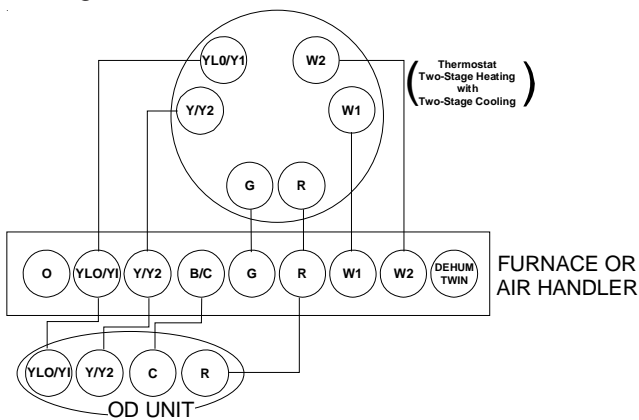 YL0/Y1
W2
Thermostat
Two-Stage Heating
with
Two-Stage Cooling
Y/Y2
W1
G
R
O
YLO/YI
Y/Y2
B/C
G
R
W1
W2
DEHUM
TWIN
FURNACE OR
AIR HANDLER
YLO/YI
Y/Y2
C
R
OD UNIT